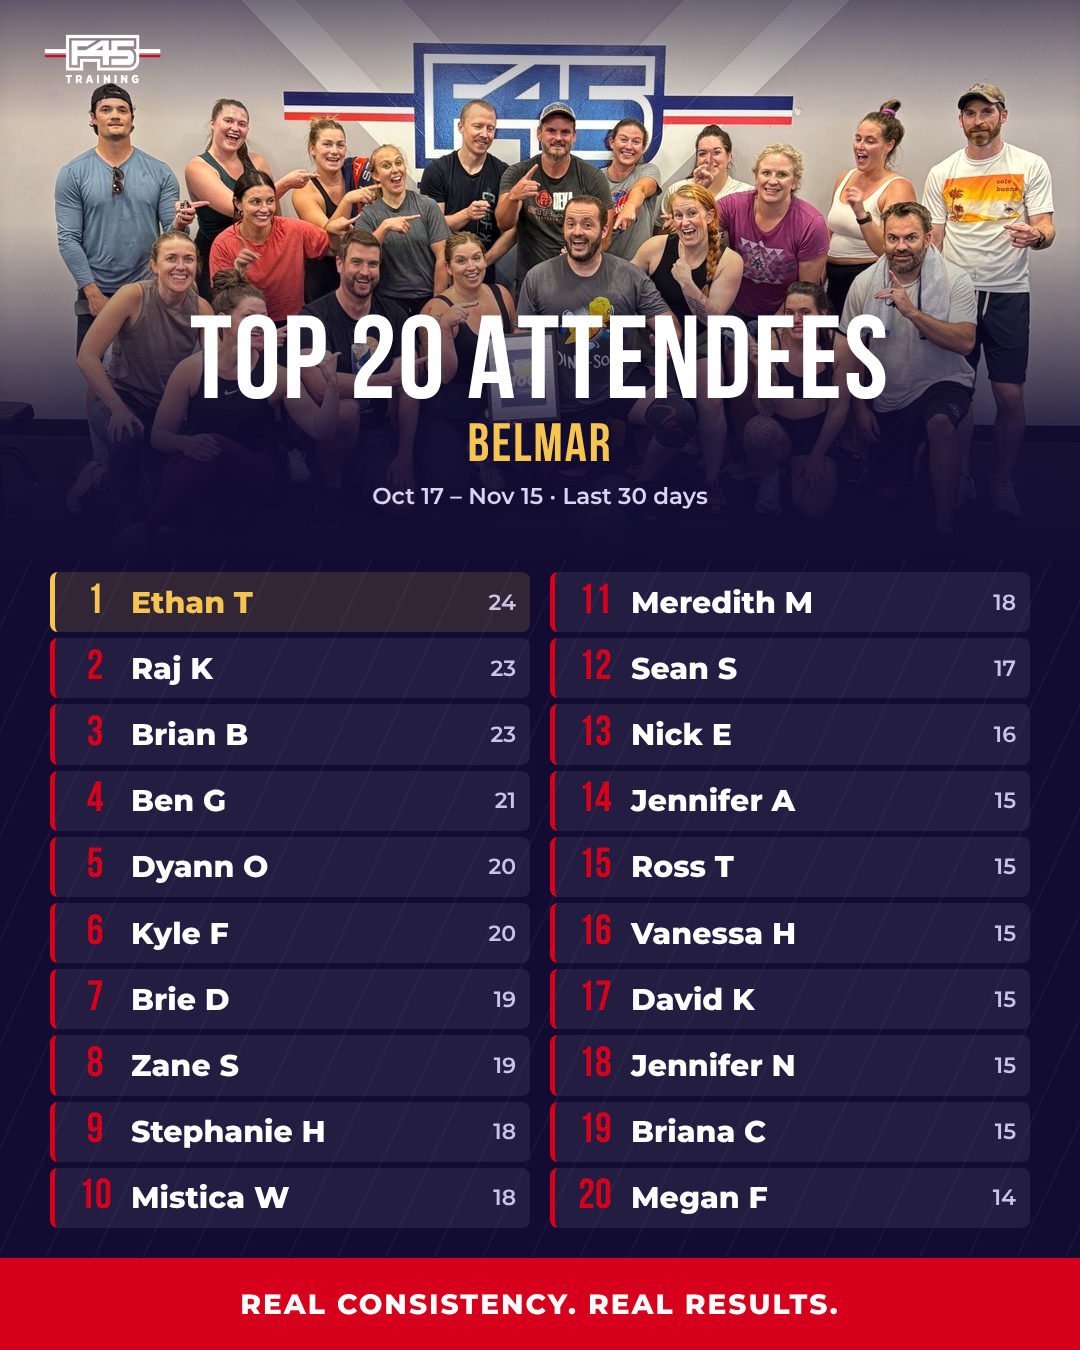 F45
TRAINING
F45
solo
bueno
TOP 20 ATTENDEES
BELMAR
Oct 17 – Nov 15 · Last 30 days
1 Ethan T 24
2 Raj K 23
3 Brian B 23
4 Ben G 21
5 Dyann O 20
6 Kyle F 20
7 Brie D 19
8 Zane S 19
9 Stephanie H 18
10 Mistica W 18
11 Meredith M 18
12 Sean S 17
13 Nick E 16
14 Jennifer A 15
15 Ross T 15
16 Vanessa H 15
17 David K 15
18 Jennifer N 15
19 Briana C 15
20 Megan F 14
REAL CONSISTENCY. REAL RESULTS.